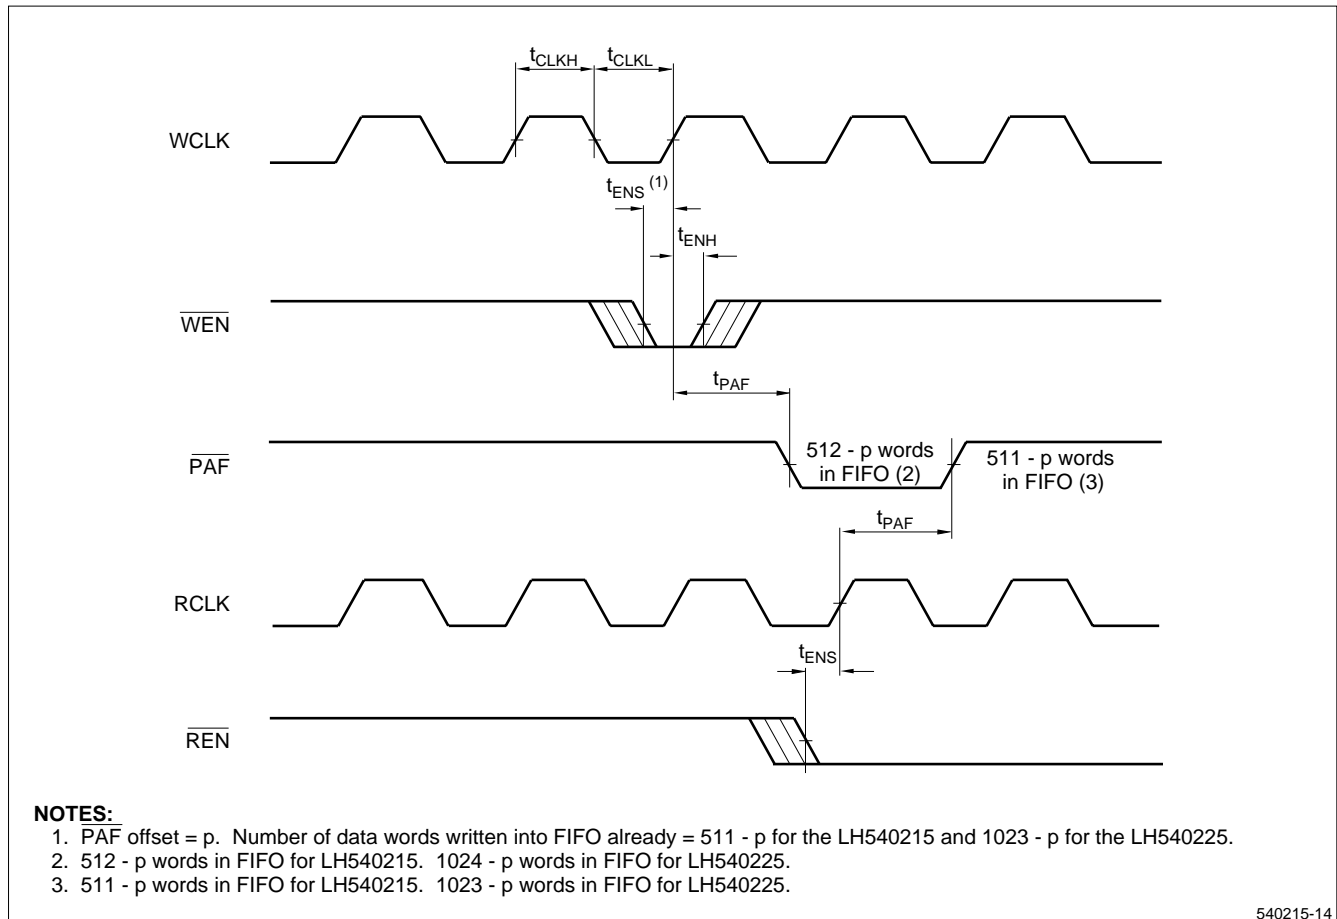 tCLKH tCLKL
WCLK
tENS (1)
tENH
WEN
tPAF
PAF
512 - p words
in FIFO (2)
511 - p words
in FIFO (3)
tPAF
RCLK
tENS
REN
NOTES:
1. PAF offset = p. Number of data words written into FIFO already = 511 - p for the LH540215 and 1023 - p for the LH540225.
2. 512 - p words in FIFO for LH540215. 1024 - p words in FIFO for LH540225.
3. 511 - p words in FIFO for LH540215. 1023 - p words in FIFO for LH540225.
540215-14